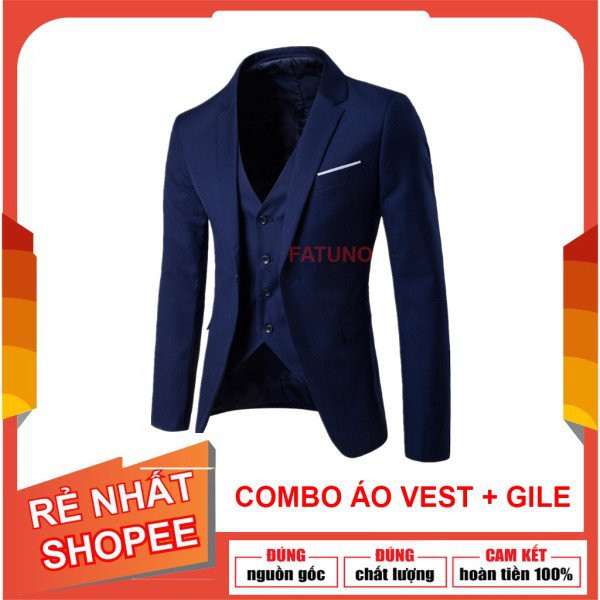 FATUNO
RẺ NHẤT
SHOPEE
COMBO ÁO VEST + GILE
ĐÚNG
nguồn gốc
ĐÚNG
chất lượng
CAM KẾT
hoàn tiền 100%